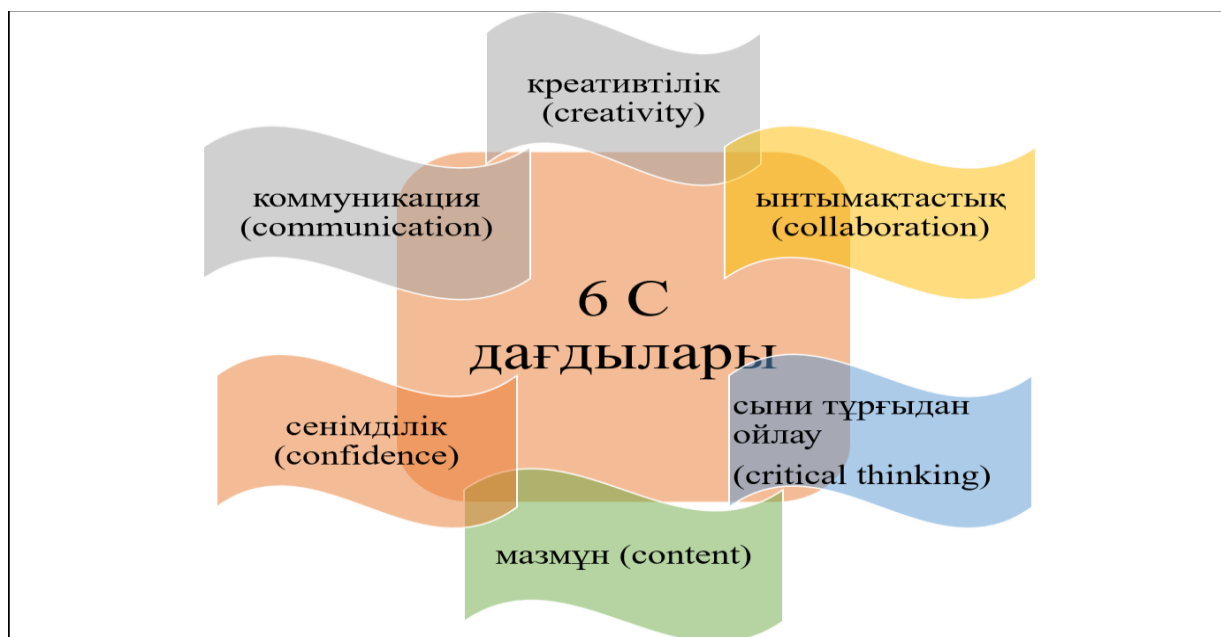 креативтілік
(creativity)
коммуникация
(communication)
ынтымақтастық
(collaboration)
6 С
дағдылары
сенімділік
(confidence)
сыни тұрғыдан
ойлау
(critical thinking)
мазмұн (content)